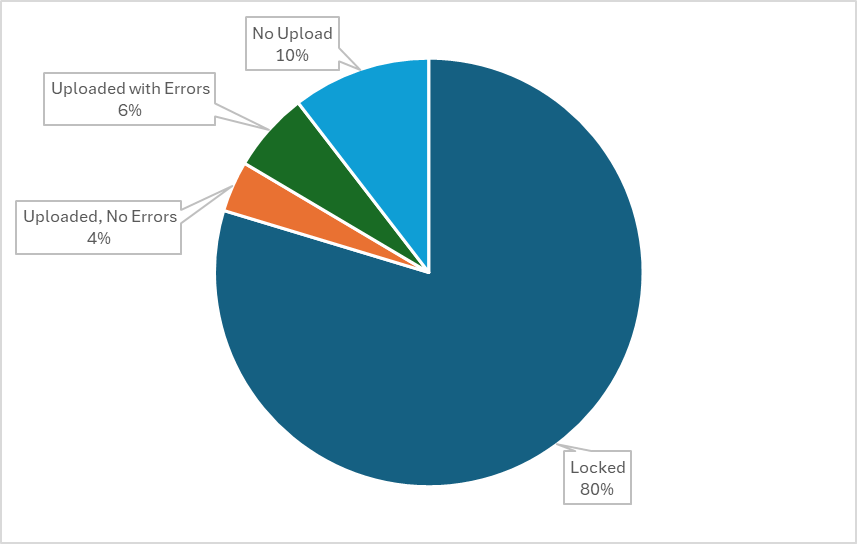 No Upload
10%
Uploaded with Errors
6%
Uploaded, No Errors
4%
Locked
80%